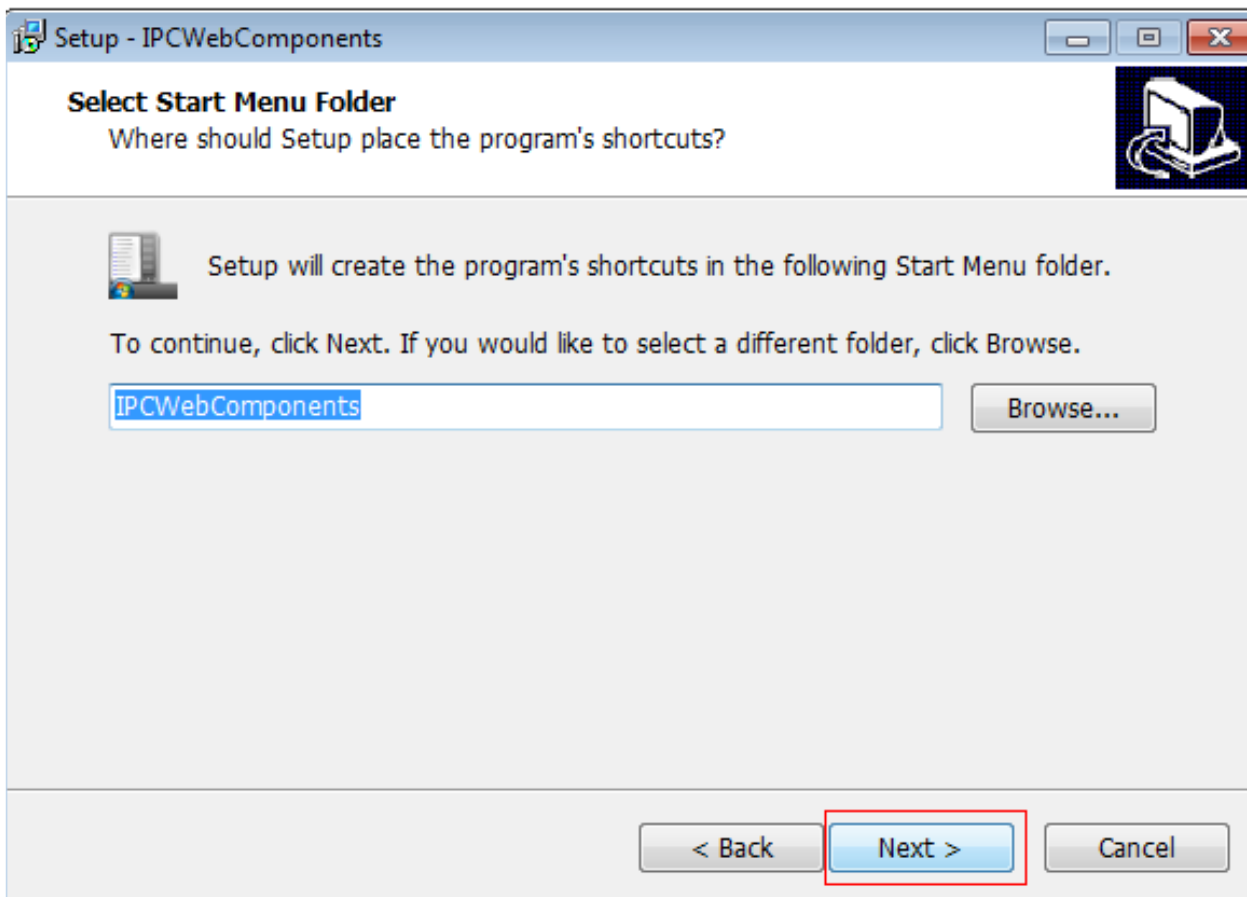 Setup - IPCWebComponents
Select Start Menu Folder
Where should Setup place the program's shortcuts?
Setup will create the program's shortcuts in the following Start Menu folder.
To continue, click Next. If you would like to select a different folder, click Browse.
IPCWebComponents
Browse...
< Back
Next >
Cancel